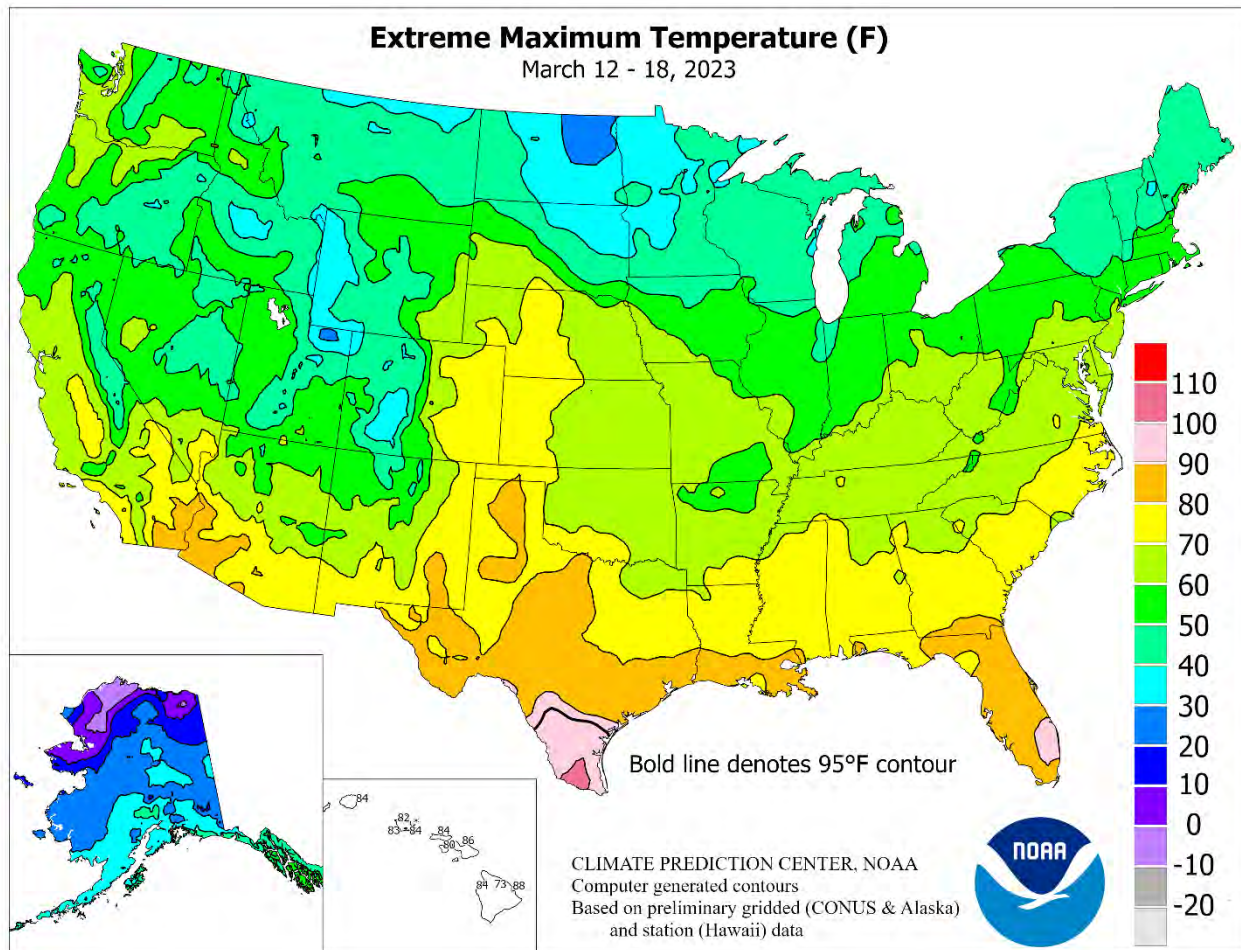 Extreme Maximum Temperature (F)
March 12 - 18, 2023
110
100
90
80
70
60
50
40
30
20
10
0
-10
-20
Bold line denotes 95°F contour
84
82
83 84
84
80 86
84 73 88
CLIMATE PREDICTION CENTER, NOAA
Computer generated contours
Based on preliminary gridded (CONUS & Alaska)
and station (Hawaii) data
NOAA